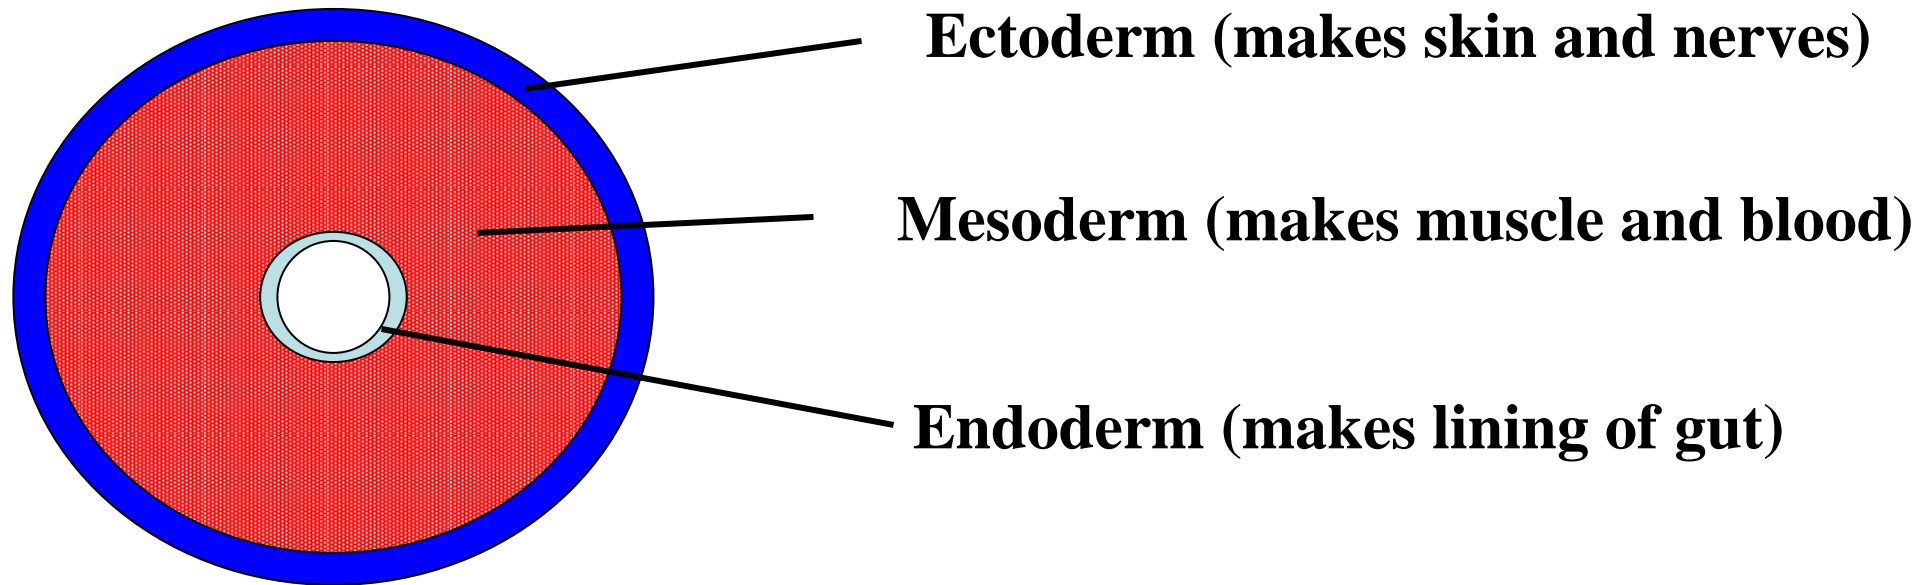 Ectoderm (makes skin and nerves)
Mesoderm (makes muscle and blood)
Endoderm (makes lining of gut)